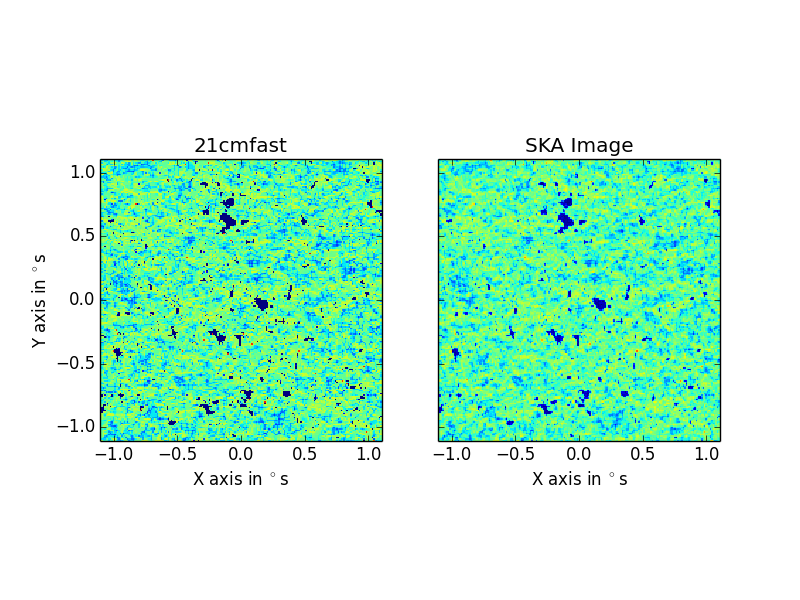 21cmfast
SKA Image
1.0
0.5
0.0
−0.5
−1.0
Y axis in °s
−1.0 −0.5 0.0 0.5 1.0
−1.0 −0.5 0.0 0.5 1.0
X axis in °s
X axis in °s